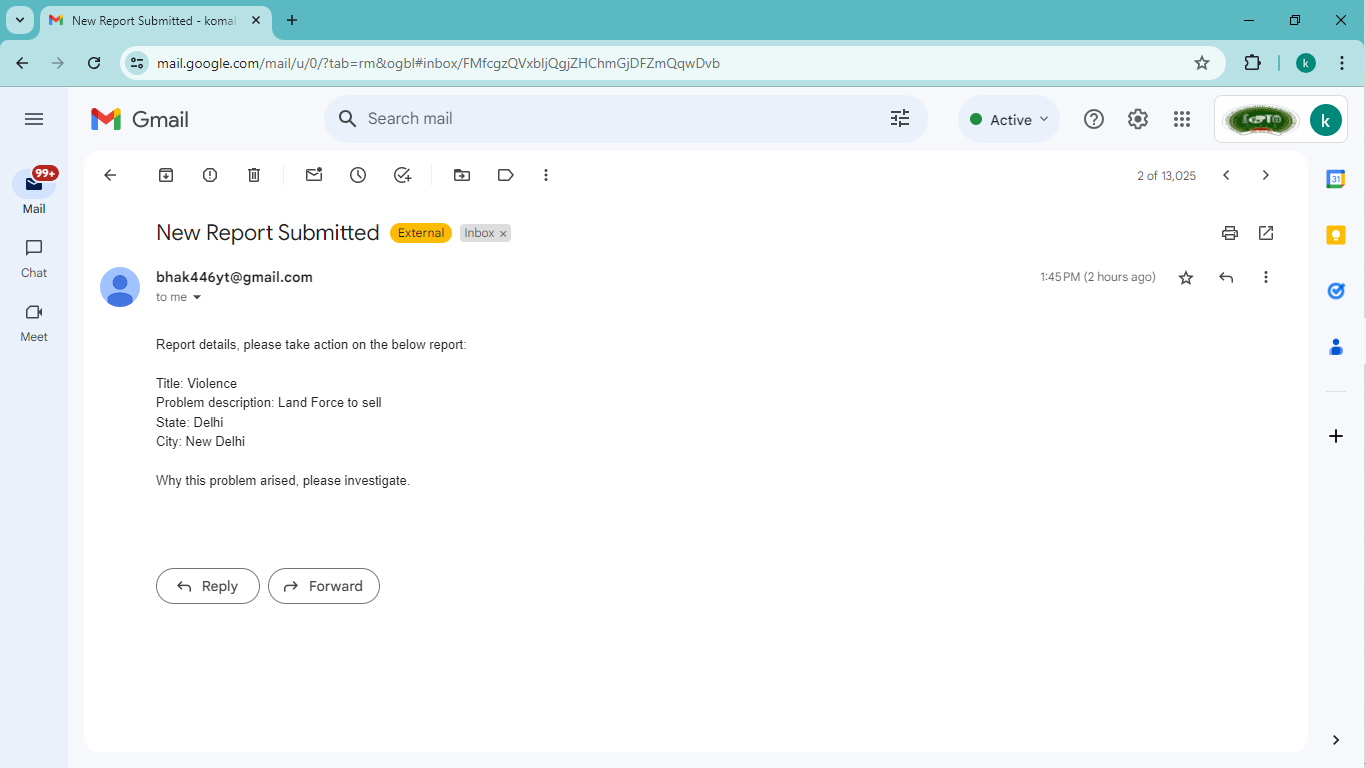 New Report Submitted - komal
mail.google.com/mail/u/0/?tab=rm&ogbl#inbox/FMfcgzQVxbljQgjZHChmGjDFZmQqwDvb
k
Gmail
Search mail
Active
k
99+
Mail
Chat
Meet
2 of 13,025
31
New Report Submitted
External
Inbox x
bhak446yt@gmail.com
1:45 PM (2 hours ago)
to me
Report details, please take action on the below report:
Title: Violence
Problem description: Land Force to sell
State: Delhi
City: New Delhi
Why this problem arised, please investigate.
Reply
Forward